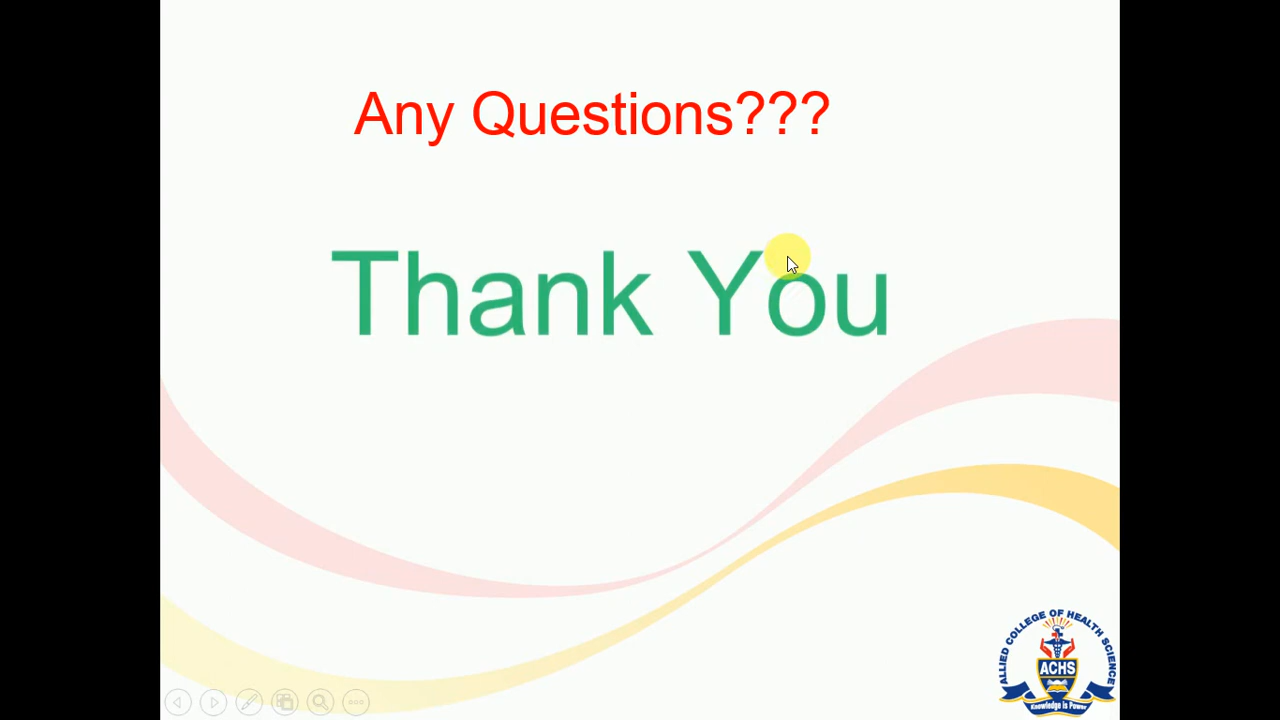 Any Questions???
Thank You
ALLIED COLLEGE OF HEALTH SCIENCE
ACHS
Knowledge is Power